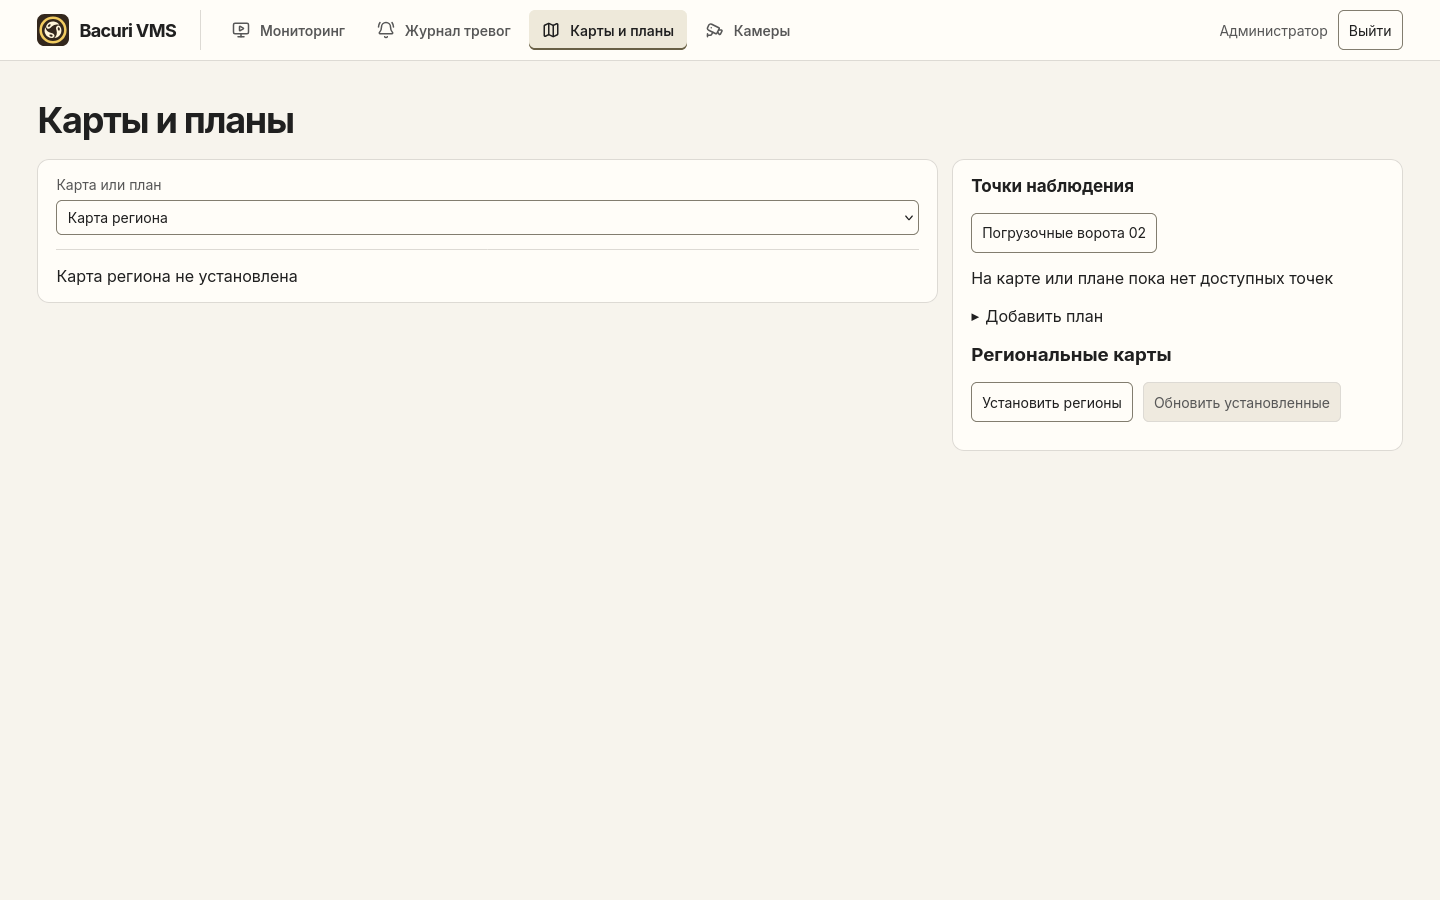 Bacuri VMS
Мониторинг
Журнал тревог
Карты и планы
Камеры
Администратор
Выйти
Карты и планы
Карта или план
Карта региона
Карта региона не установлена
Точки наблюдения
Погрузочные ворота 02
На карте или плане пока нет доступных точек
Добавить план
Региональные карты
Установить регионы
Обновить установленные